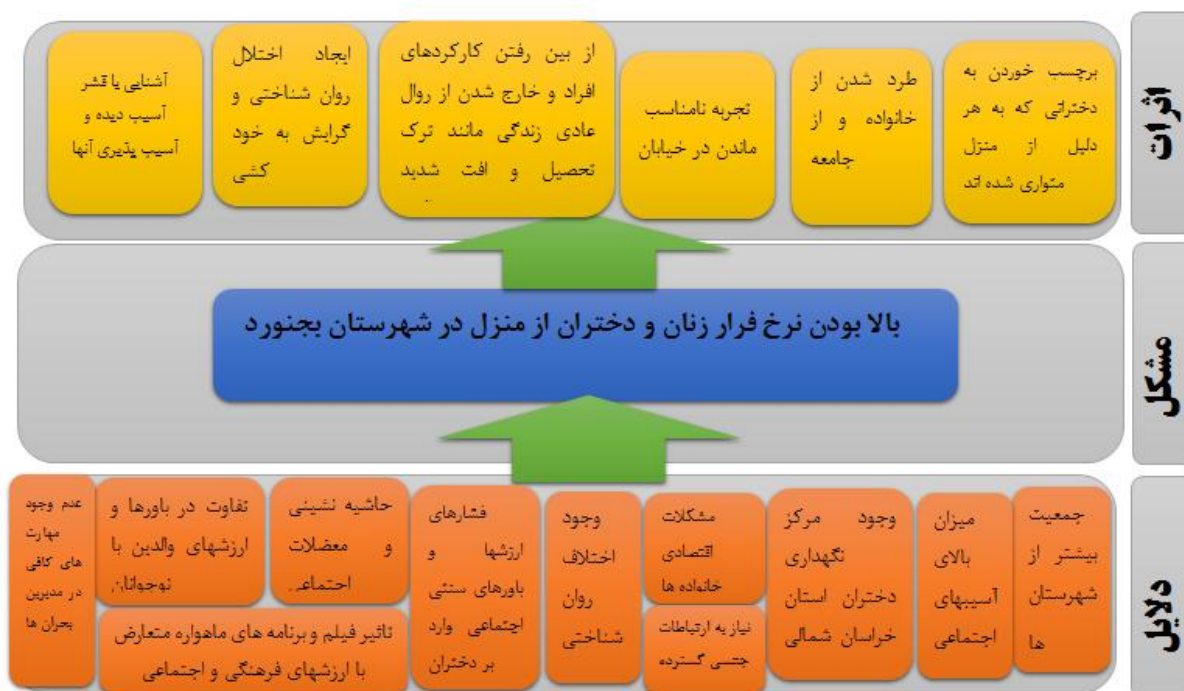 اثرات
برچسب خوردن به
دخترانی که به هر
دلیل از منزل
متواری شده اند
طرد شدن از
خانواده و از
جامعه
تجربه نامناسب
ماندن در خیابان
از بین رفتن کارکردهای
افراد و خارج شدن از روال
عادی زندگی مانند ترک
تحصیل و افت شدید
ایجاد اختلال
روان شناختی و
گرایش به خود
کشی
آشنایی با قشر
آسیب دیده و
آسیب پذیری آنها
مشکل
بالا بودن نرخ فرار زنان و دختران از منزل در شهرستان بجنورد
دلایل
جمعیت
بیشتر از
شهرستان
ها
میزان
بالای
آسیبهای
اجتماعی
وجود مرکز
نگهداری
دختران استان
خراسان شمالی
مشکلات
اقتصادی
خانواده ها
نیاز به ارتباطات
جنسی گسترده
وجود
اختلاف
روان
شناختی
فشارهای
ارزشها و
باورهای سنتی
اجتماعی وارد
بر دختران
حاشیه نشینی
و معضلات
اجتماعی
تفاوت در باورها و
ارزشهای والدین با
نوجوانان
تاثیر فیلم و برنامه های ماهواره متعارض
با ارزشهای فرهنگی و اجتماعی
عدم وجود
مهارت
های کافی
در مدیرین
بحران ها